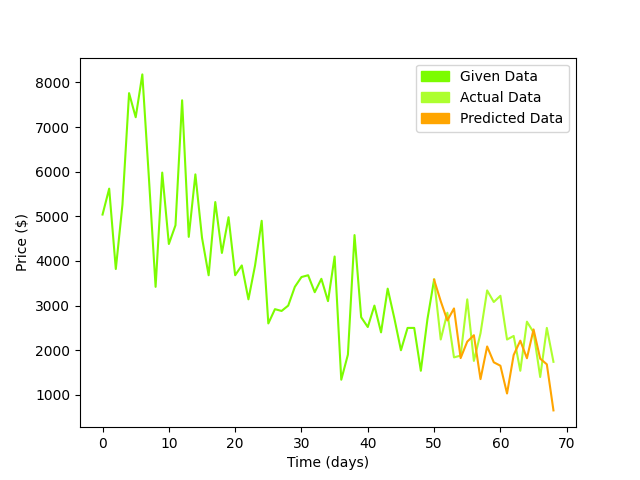 Given Data
Actual Data
Predicted Data
8000
7000
6000
5000
4000
3000
2000
1000
Price ($)
0 10 20 30 40 50 60 70
Time (days)